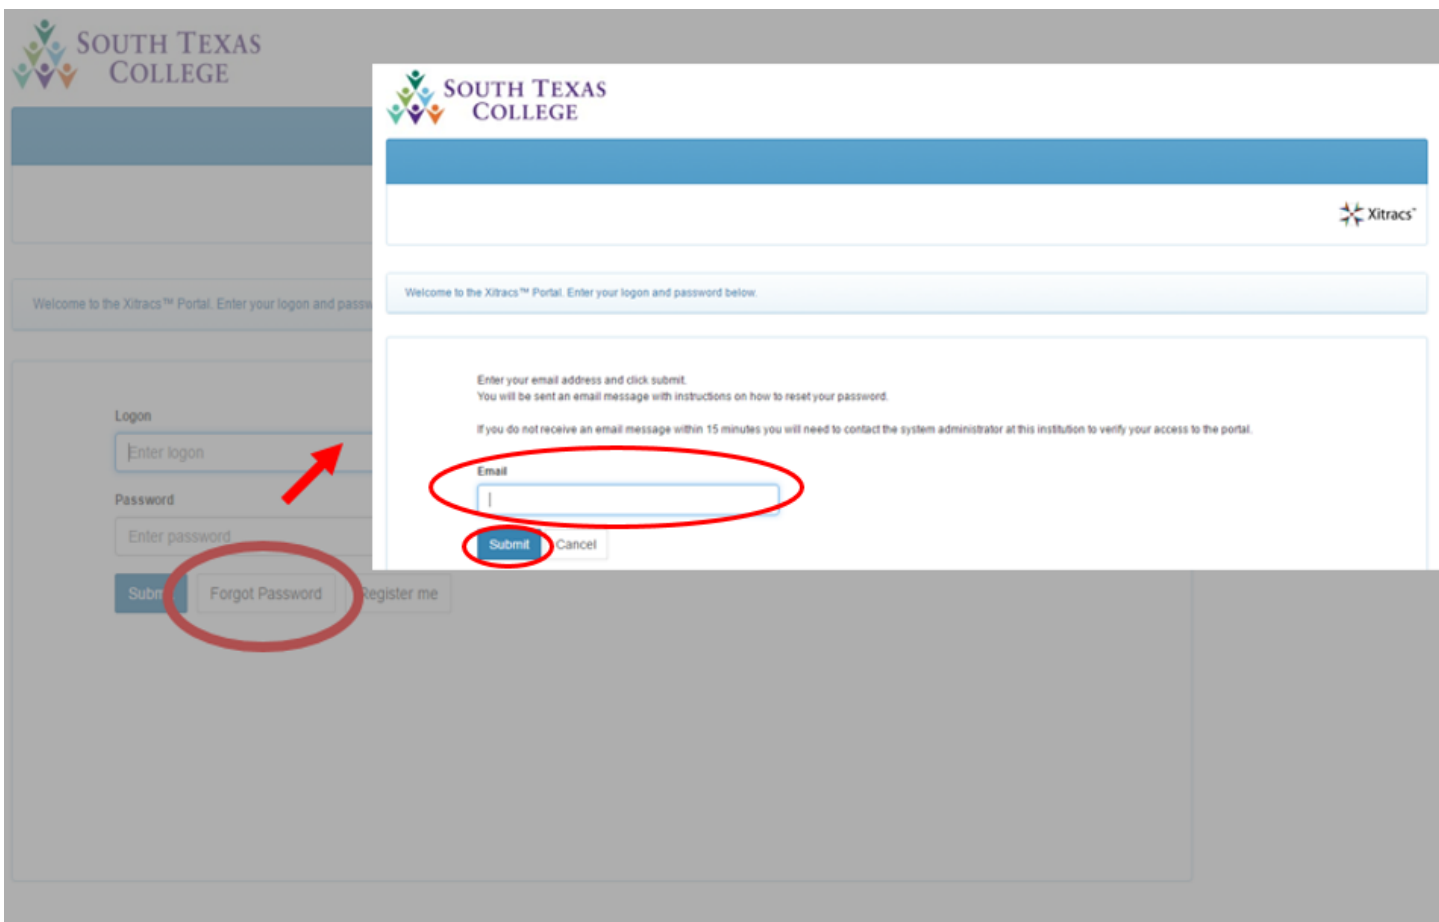 SOUTH TEXAS
COLLEGE
Welcome to the Xitracs™ Portal. Enter your logon and
Logon
Enter logon
Password
Enter password
Forgot Password
Register me
SOUTH TEXAS
COLLEGE
Xitracs™
Welcome to the Xitracs™ Portal. Enter your logon and password below.
Enter your email address and click submit.
You will be sent an email message with instructions on how to reset your password.
If you do not receive an email message within 15 minutes you will need to contact the system administrator at this institution to verify your access to the portal.
Email
Submit Cancel